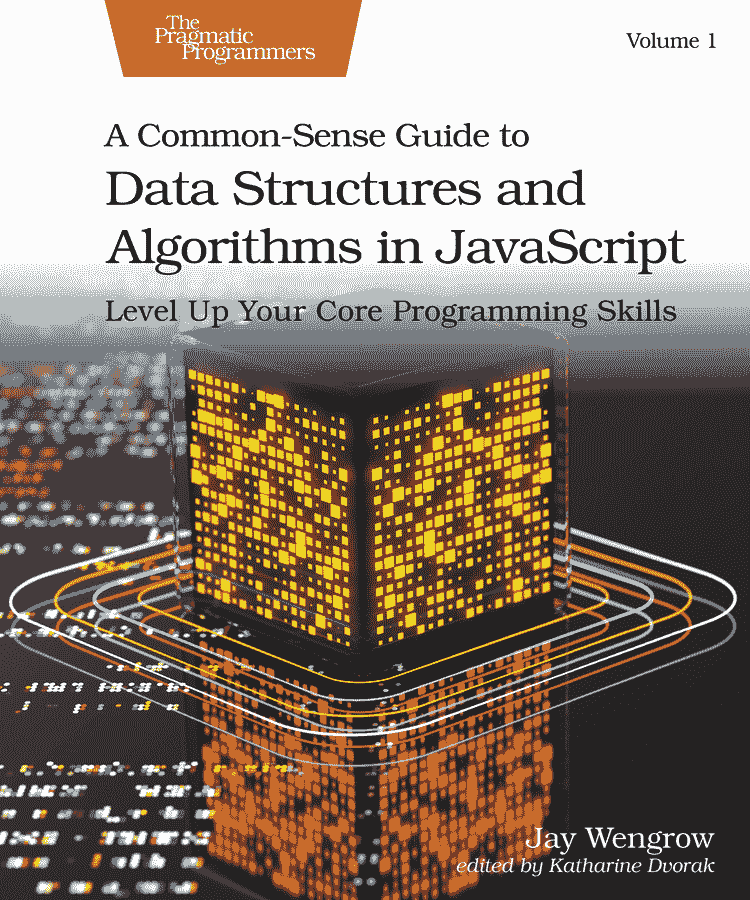 The
Pragmatic
Programmers
Volume 1
A Common-Sense Guide to
Data Structures and
Algorithms in JavaScript
Level Up Your Core Programming Skills
Jay Wengrow
edited by Katharine Dvorak